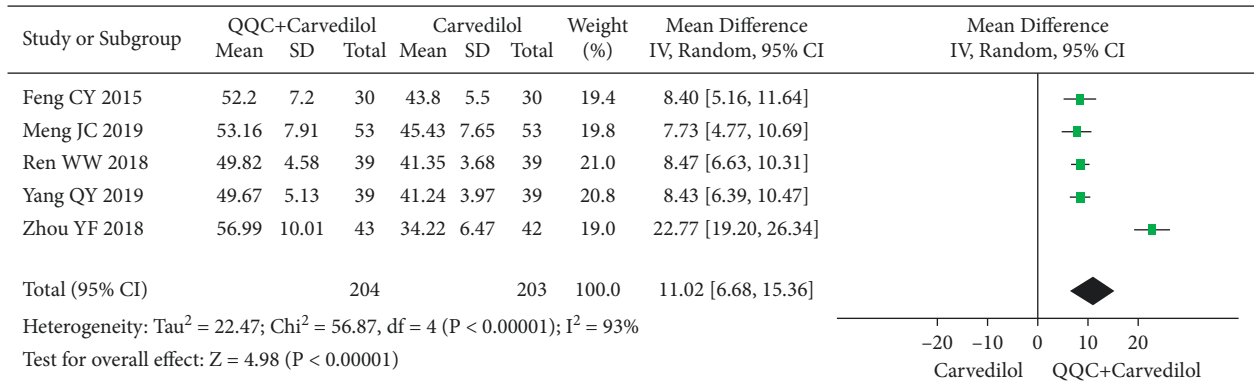 Study or Subgroup QQC+Carvedilol Carvedilol Weight (%) Mean Difference IV, Random, 95% CI Mean Difference IV, Random, 95% CI
Mean SD Total Mean SD Total
Feng CY 2015 52.2 7.2 30 43.8 5.5 30 19.4 8.40 [5.16, 11.64]
Meng JC 2019 53.16 7.91 53 45.43 7.65 53 19.8 7.73 [4.77, 10.69]
Ren WW 2018 49.82 4.58 39 41.35 3.68 39 21.0 8.47 [6.63, 10.31]
Yang QY 2019 49.67 5.13 39 41.24 3.97 39 20.8 8.43 [6.39, 10.47]
Zhou YF 2018 56.99 10.01 43 34.22 6.47 42 19.0 22.77 [19.20, 26.34]
Total (95% CI) 204 203 100.0 11.02 [6.68, 15.36]
Heterogeneity: Tau² = 22.47; Chi² = 56.87, df = 4 (P < 0.00001); I² = 93%
Test for overall effect: Z = 4.98 (P < 0.00001)
−20 −10 0 10 20
Carvedilol QQC+Carvedilol